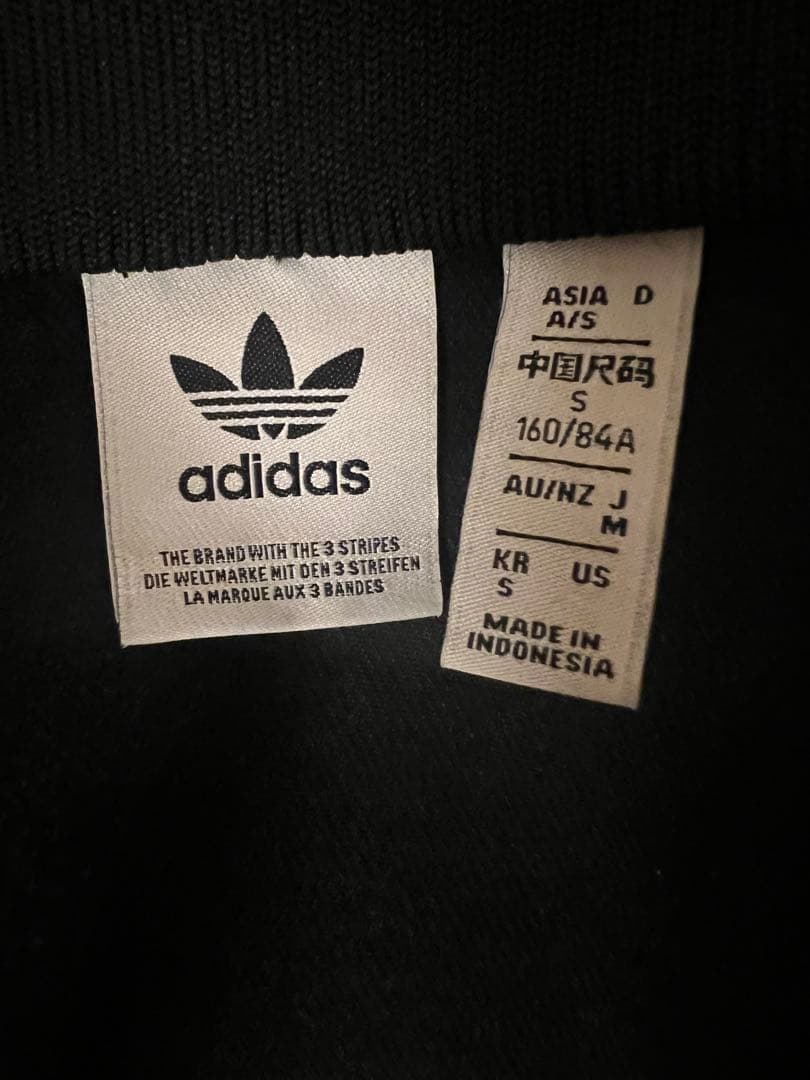 adidas
THE BRAND WITH THE 3 STRIPES
DIE WELTMARKE MIT DEN 3 STREIFEN
LA MARQUE AUX 3 BANDES
ASIA D
A/S
中国尺码
S
160/84A
AU/NZ J
M
KR US
S
MADE IN
INDONESIA